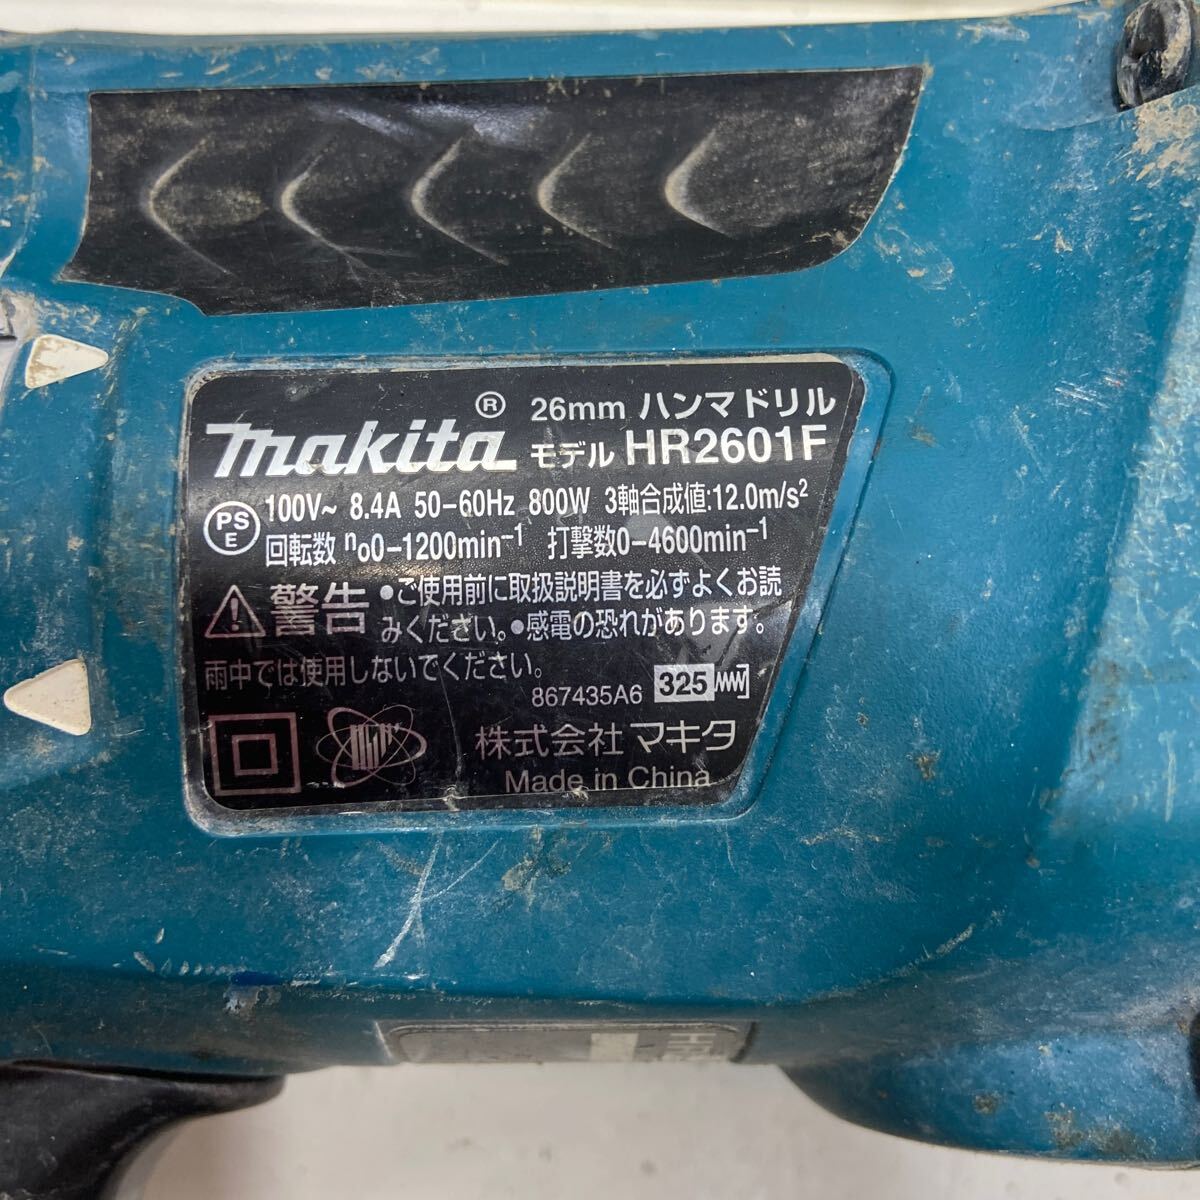 makita® 26mm ハンマドリル
モデル HR2601F
PS E 100V~ 8.4A 50-60Hz 800W 3軸合成値:12.0m/s²
回転数 n₀0-1200min⁻¹ 打撃数0-4600min⁻¹
警告 •ご使用前に取扱説明書を必ずよくお読
みください。•感電の恐れがあります。
雨中では使用しないでください。
867435A6 325
株式会社 マキタ
Made in China